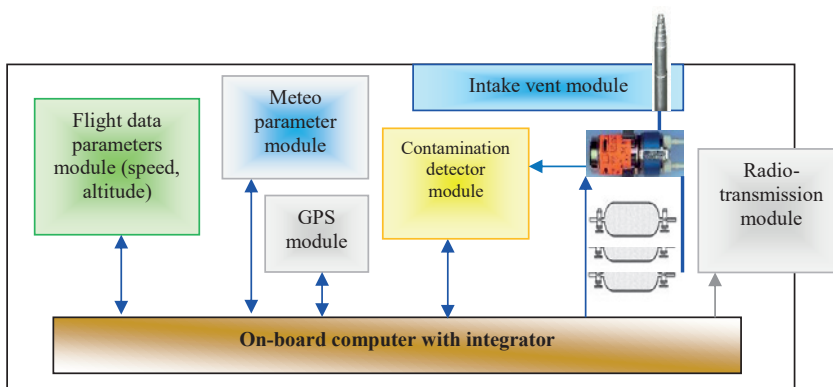 Intake vent module
Flight data
parameters
module (speed,
altitude)
Meteo
parameter
module
Contamination
detector
module
GPS
module
Radio-
transmission
module
On-board computer with integrator